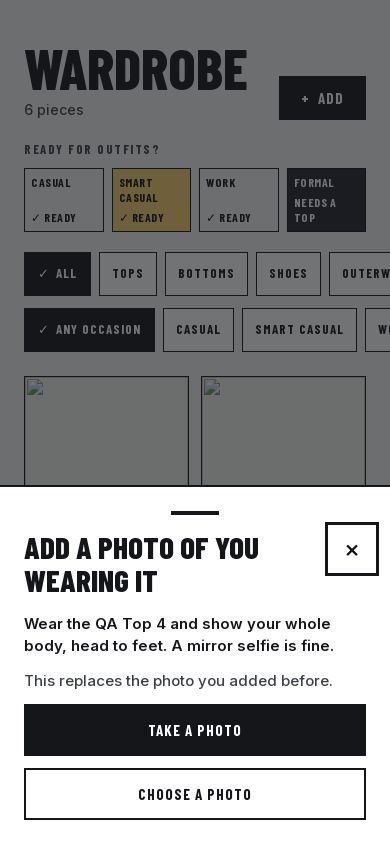 WARDROBE
6 pieces
+ ADD
READY FOR OUTFITS?
CASUAL
✓ READY
SMART
CASUAL
✓ READY
WORK
✓ READY
FORMAL
NEEDS A
TOP
✓ ALL
TOPS
BOTTOMS
SHOES
OUTERW
✓ ANY OCCASION
CASUAL
SMART CASUAL
WO
ADD A PHOTO OF YOU
WEARING IT
×
Wear the QA Top 4 and show your whole
body, head to feet. A mirror selfie is fine.
This replaces the photo you added before.
TAKE A PHOTO
CHOOSE A PHOTO